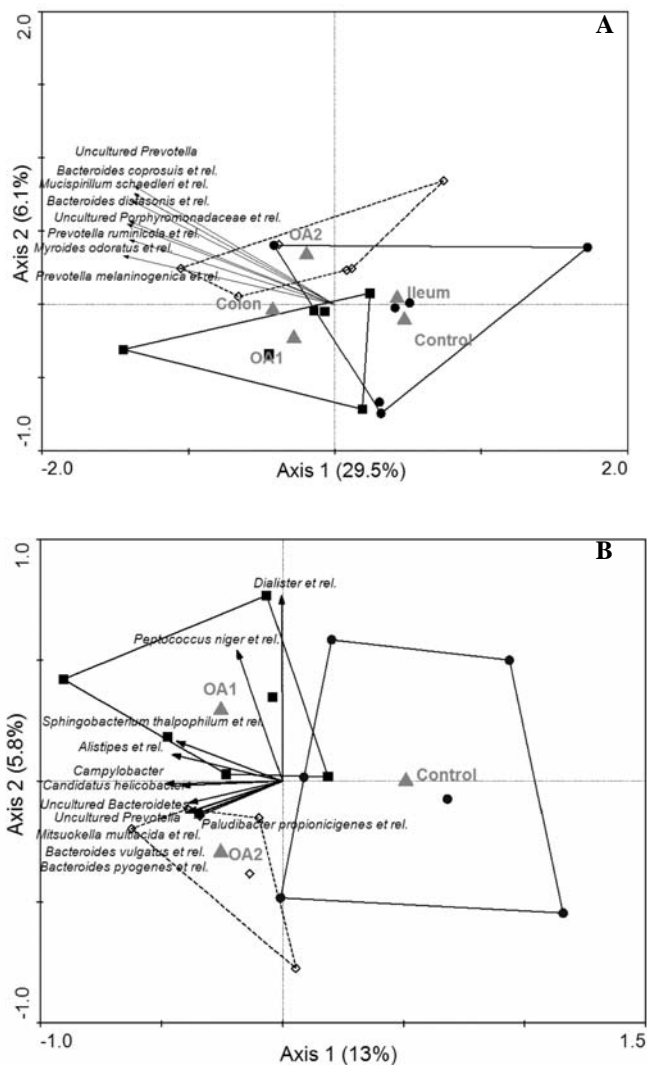 2.0
A
Uncultured Prevotella
Bacteroides coprosuis et rel.
Mucispirillum schaedleri et rel.
Bacteroides distasonis et rel.
Uncultured Porphyromonadaceae et rel.
Prevotella ruminicola et rel.
Myroides odoratus et rel.
Prevotella melaninogenica et rel.
OA2
Colon
Ileum
Control
OA1
Axis 2 (6.1%)
-1.0
-2.0
Axis 1 (29.5%)
2.0
1.0
B
Dialister et rel.
Peptococcus niger et rel.
OA1
Sphingobacterium thalpophilum et rel.
Alistipes et rel.
Campylobacter
Control
Candidatus helicobacter
Uncultured Bacteroidetes
Uncultured Prevotella
Paludibacter propionicigenes et rel.
Mitsuokella multiacida et rel.
Bacteroides vulgatus et rel.
OA2
Bacteroides pyogenes et rel.
Axis 2 (5.8%)
-1.0
-1.0
Axis 1 (13%)
1.5